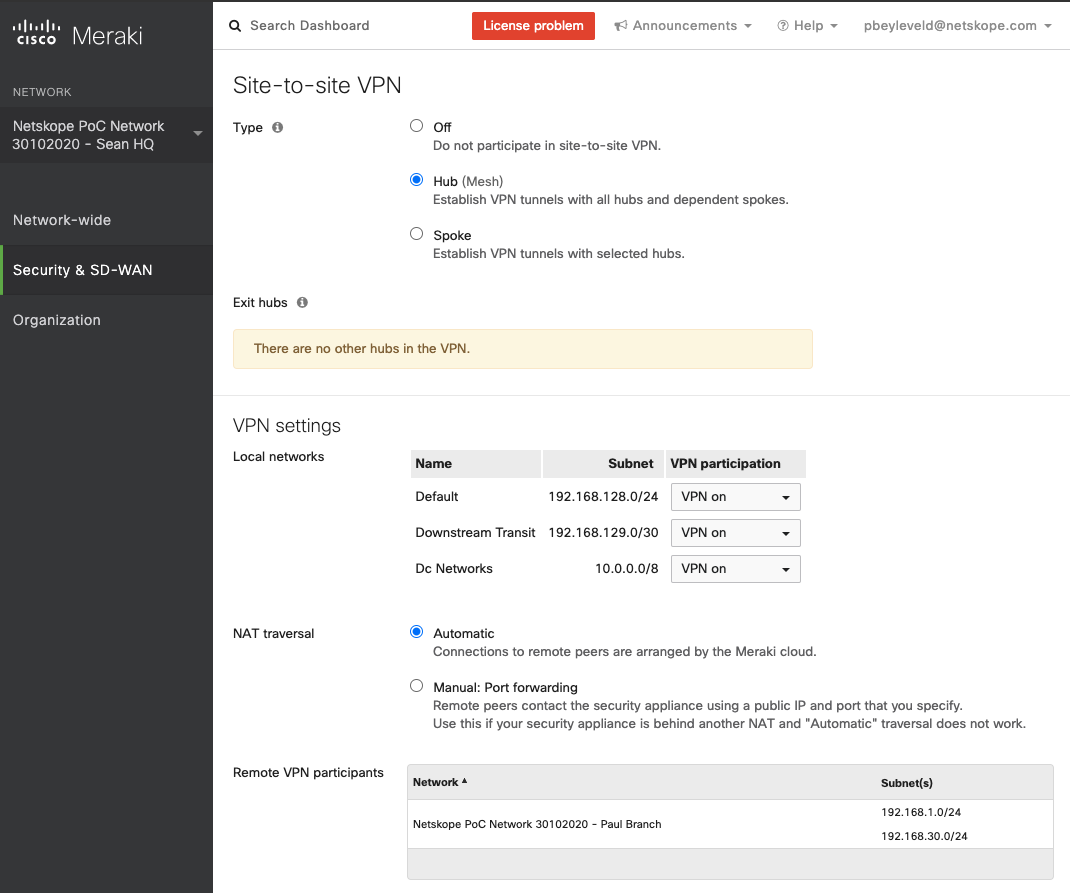 CISCO Meraki
Search Dashboard
License problem
Announcements
Help
pbeyleveld@netskope.com
NETWORK
Netskope PoC Network
30102020 - Sean HQ
Network-wide
Security & SD-WAN
Organization
Site-to-site VPN
Type
Off
Do not participate in site-to-site VPN.
Hub (Mesh)
Establish VPN tunnels with all hubs and dependent spokes.
Spoke
Establish VPN tunnels with selected hubs.
Exit hubs
There are no other hubs in the VPN.
VPN settings
Local networks
Name Subnet VPN participation
Default 192.168.128.0/24 VPN on
Downstream Transit 192.168.129.0/30 VPN on
Dc Networks 10.0.0.0/8 VPN on
NAT traversal
Automatic
Connections to remote peers are arranged by the Meraki cloud.
Manual: Port forwarding
Remote peers contact the security appliance using a public IP and port that you specify.
Use this if your security appliance is behind another NAT and "Automatic" traversal does not work.
Remote VPN participants
Network Subnet(s)
Netskope PoC Network 30102020 - Paul Branch
192.168.1.0/24
192.168.30.0/24